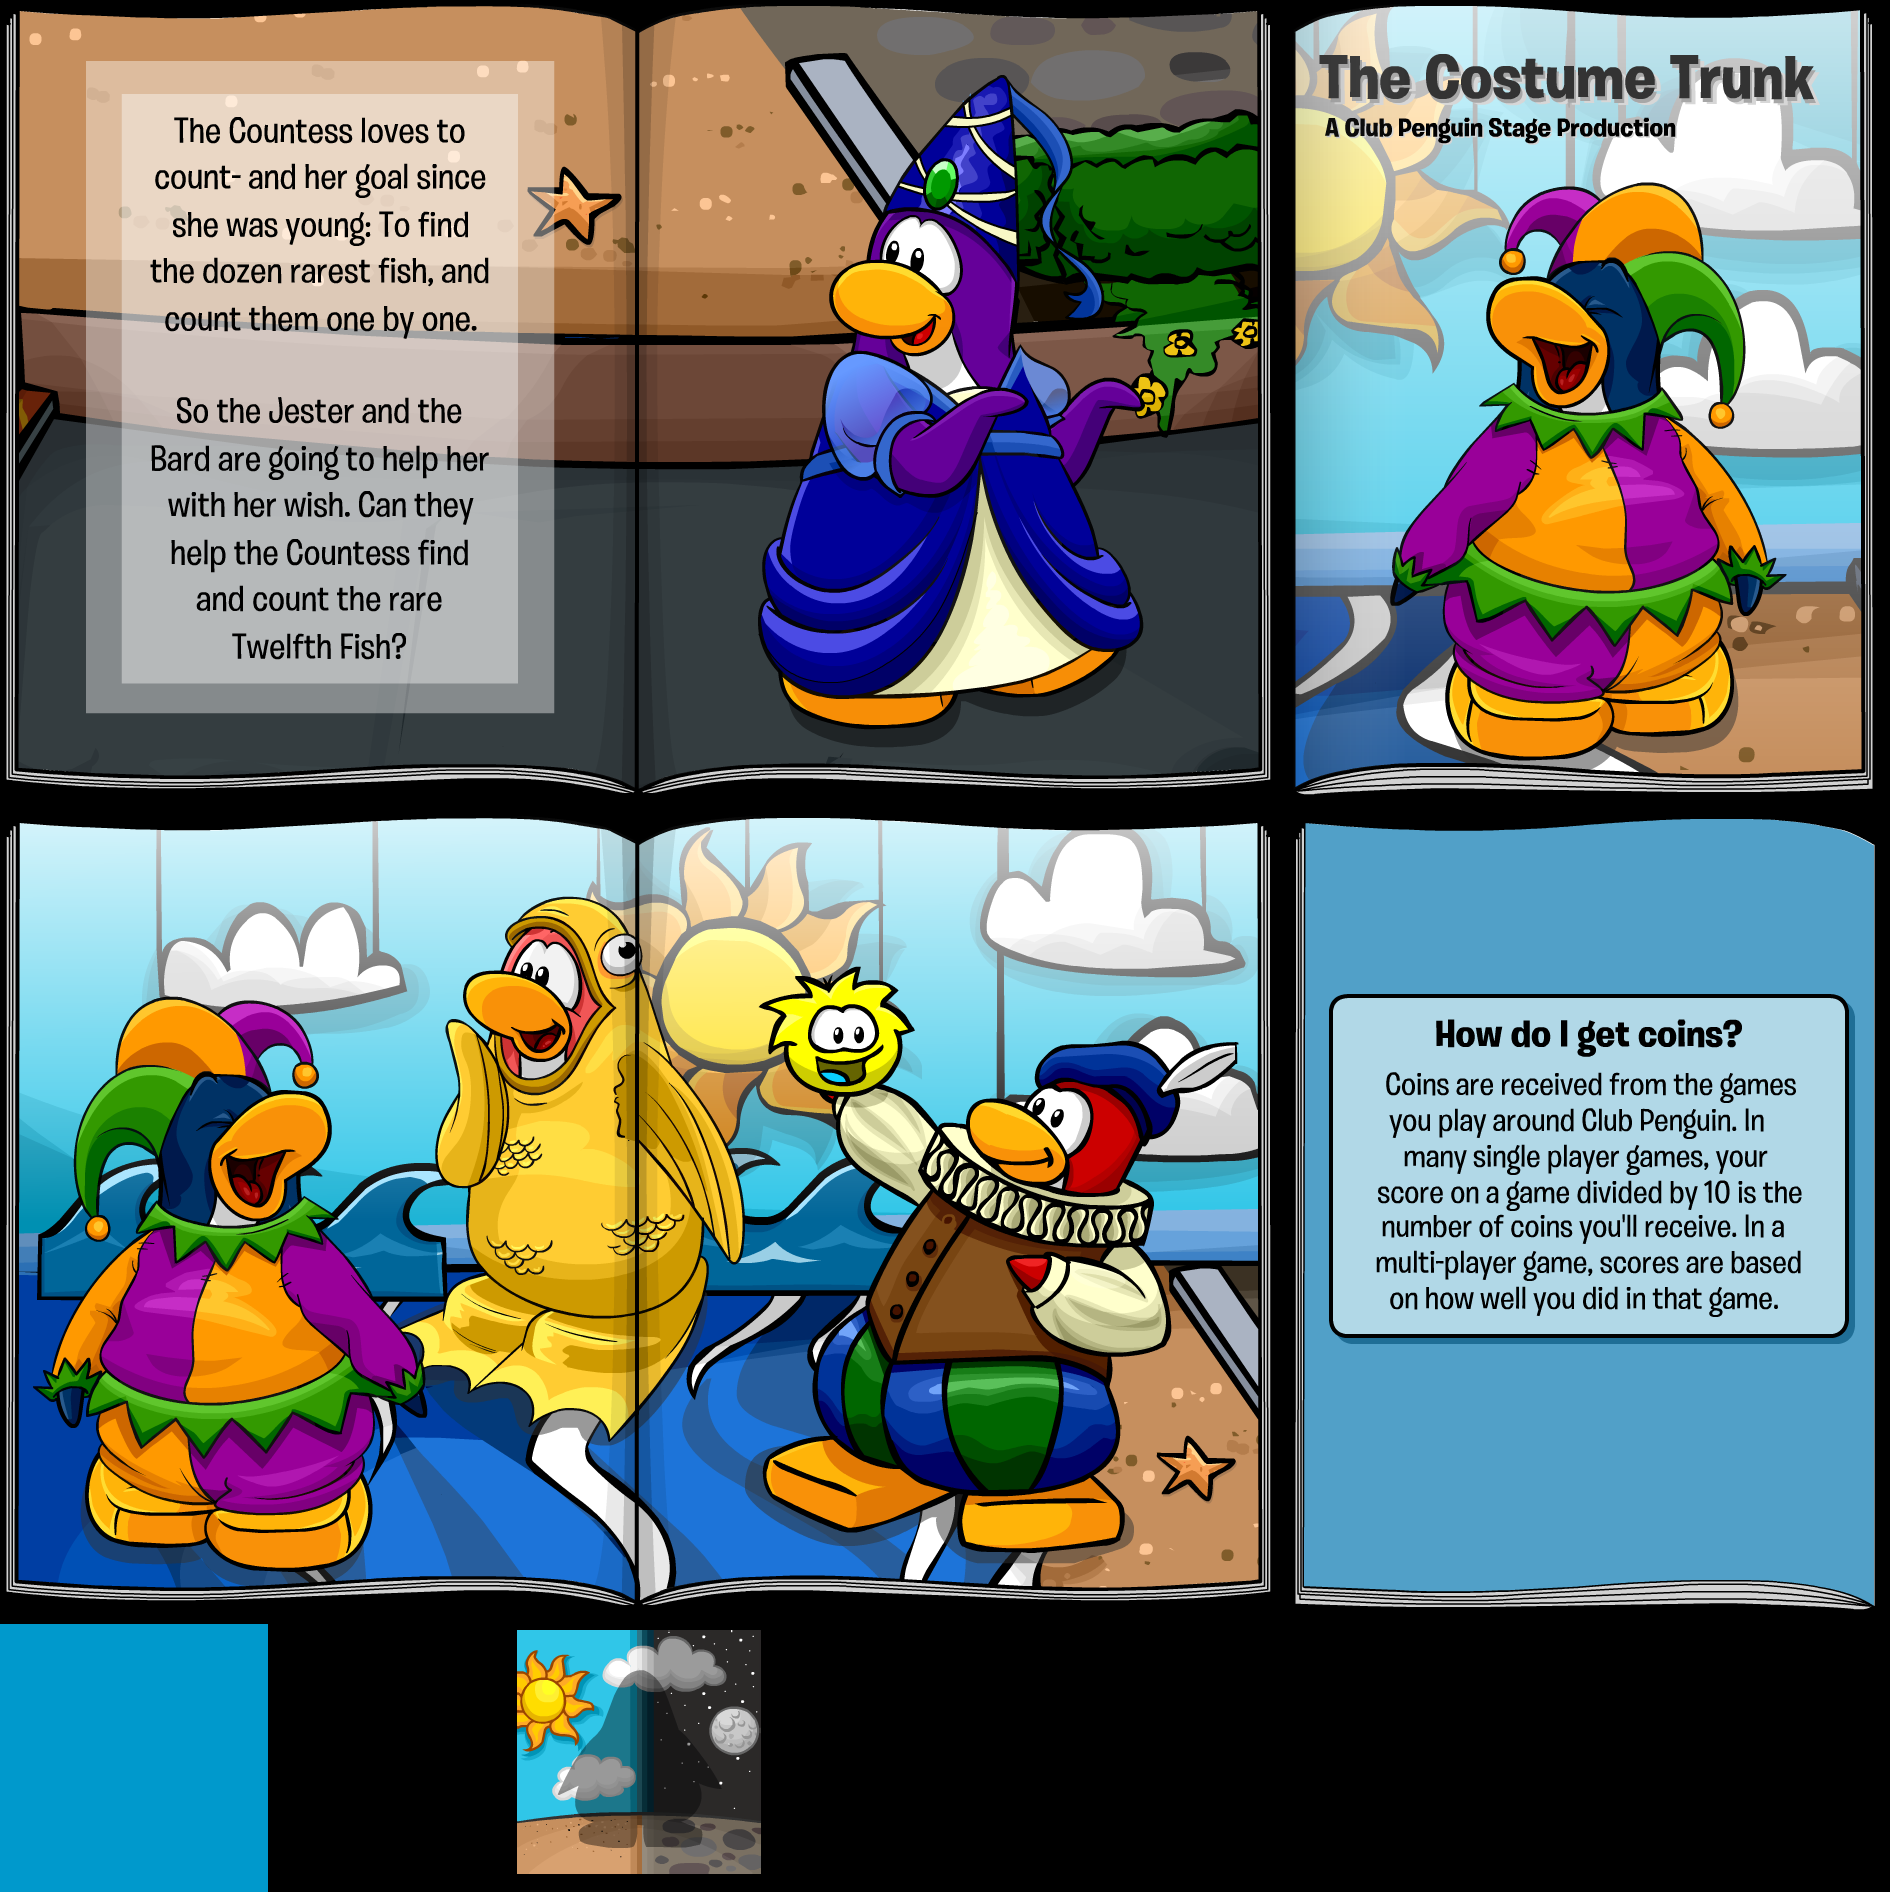 The Countess loves to
count- and her goal since
she was young: To find
the dozen rarest fish, and
count them one by one.
So the Jester and the
Bard are going to help her
with her wish. Can they
help the Countess find
and count the rare
Twelfth Fish?
The Costume Trunk
A Club Penguin Stage Production
How do I get coins?
Coins are received from the games
you play around Club Penguin. In
many single player games, your
score on a game divided by 10 is the
number of coins you'll receive. In a
multi-player game, scores are based
on how well you did in that game.